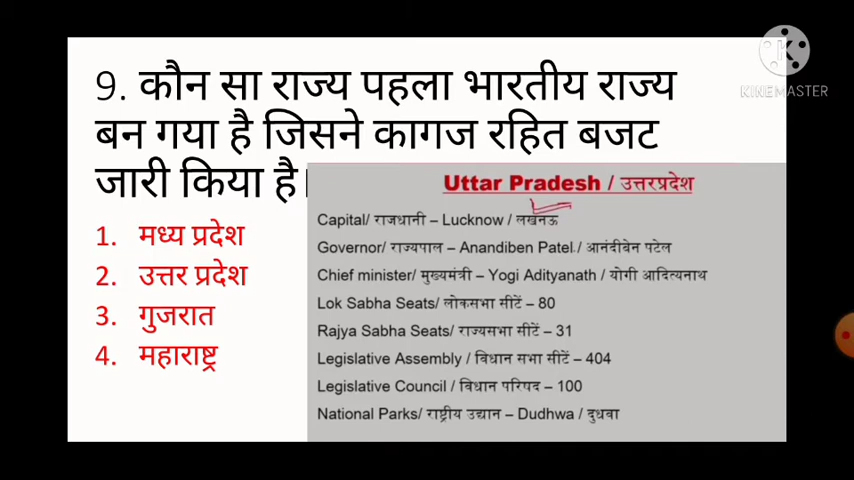 9. कौन सा राज्य पहला भारतीय राज्य
बन गया है जिसने कागज रहित बजट
जारी किया है।
1. मध्य प्रदेश
2. उत्तर प्रदेश
3. गुजरात
4. महाराष्ट्र
Uttar Pradesh / उत्तरप्रदेश
Capital/ राजधानी – Lucknow / लखनऊ
Governor/ राज्यपाल – Anandiben Patel / आनंदीबेन पटेल
Chief minister/ मुख्यमंत्री – Yogi Adityanath / योगी आदित्यनाथ
Lok Sabha Seats/ लोकसभा सीटें – 80
Rajya Sabha Seats/ राज्यसभा सीटें – 31
Legislative Assembly / विधान सभा सीटें – 404
Legislative Council / विधान परिषद – 100
National Parks/ राष्ट्रीय उद्यान – Dudhwa / दुधवा
K
KINEMASTER